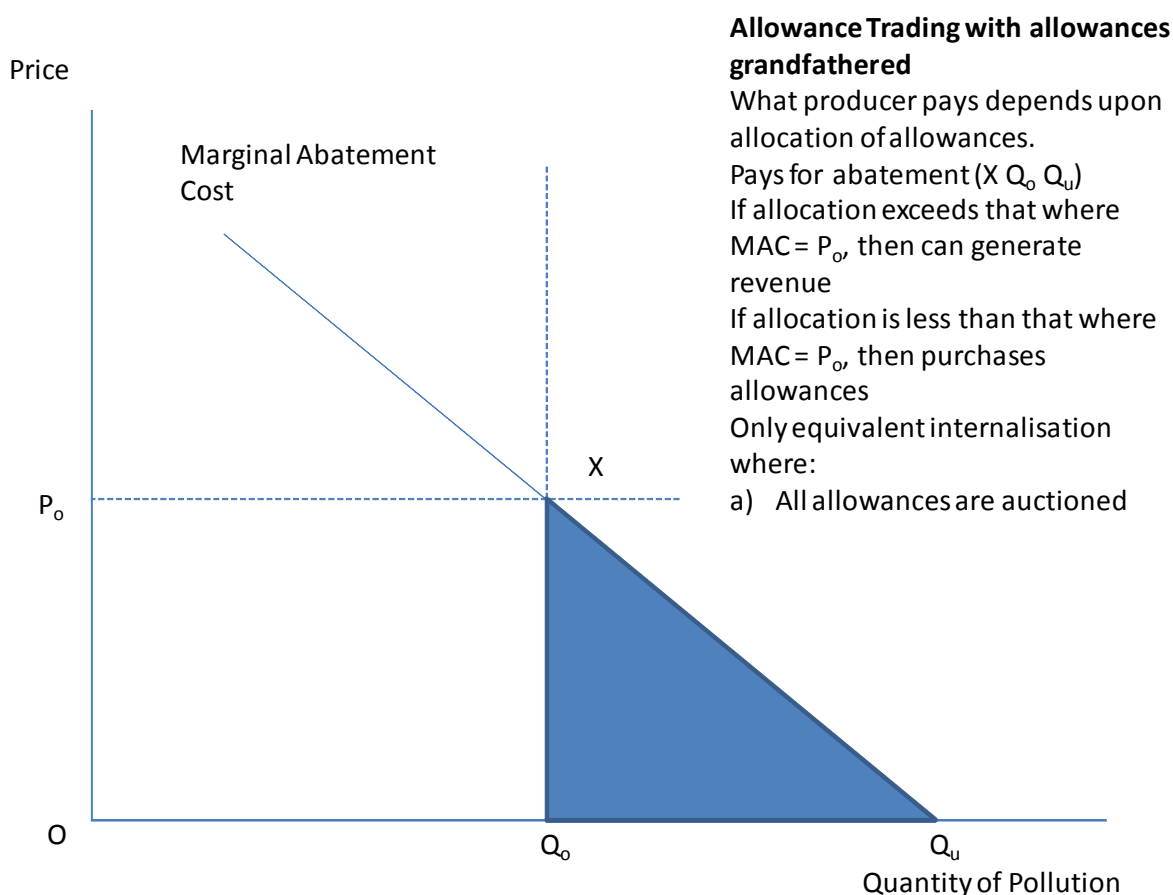 Allowance Trading with allowances
grandfathered
What producer pays depends upon
allocation of allowances.
Pays for abatement (X Qₒ Qᵤ)
If allocation exceeds that where
MAC = Pₒ, then can generate
revenue
If allocation is less than that where
MAC = Pₒ, then purchases
allowances
Only equivalent internalisation
where:
a) All allowances are auctioned
Price
Marginal Abatement
Cost
X
Pₒ
O
Qₒ
Qᵤ
Quantity of Pollution